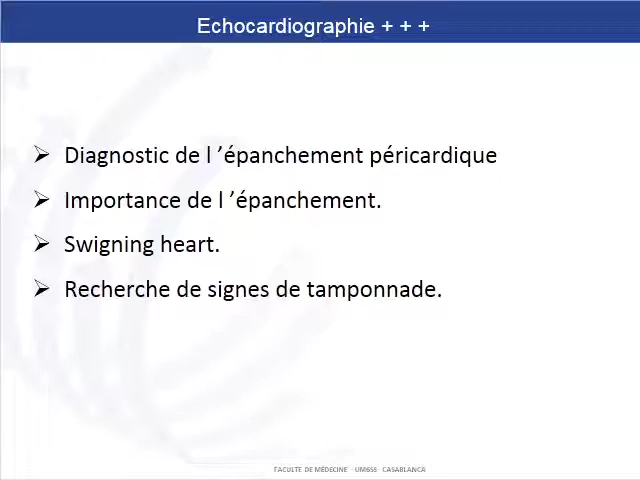 Echocardiographie + + +
Diagnostic de l ’épanchement péricardique
Importance de l ’épanchement.
Swigning heart.
Recherche de signes de tamponnade.
FACULTE DE MÉDECINE - UM6SS - CASABLANCA